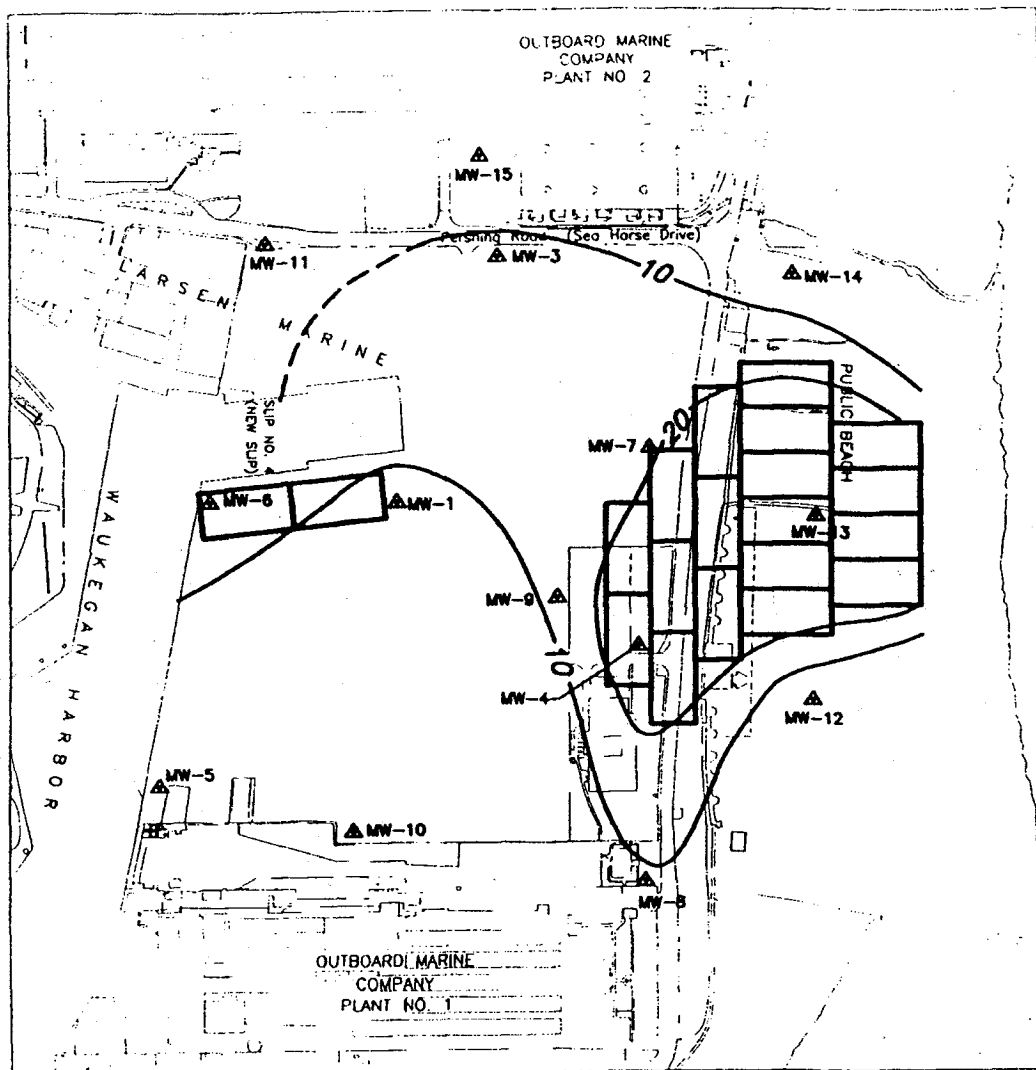 OUTBOARD MARINE
COMPANY
PLANT NO 2
MW-15
Pershing Road (Sea Horse Drive)
MW-11
MW-3
MW-14
10
LARSEN
MARINE
PUBLIC BEACH
SLIP NO. 4
(NEW SLIP)
20
MW-7
MW-6
MW-1
MW-13
WAUKEGAN HARBOR
MW-9
10
MW-4
MW-12
MW-5
MW-10
MW-8
OUTBOARD MARINE
COMPANY
PLANT NO. 1